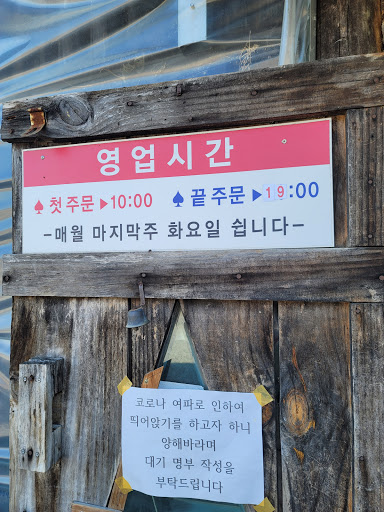 영업시간
♠ 첫 주문 ▶ 10:00 ♠ 끝 주문 ▶ 19:00
-매월 마지막주 화요일 쉽니다-
코로나 여파로 인하여
띄어앉기를 하고자 하니
양해바라며
대기 명부 작성을
부탁드립니다